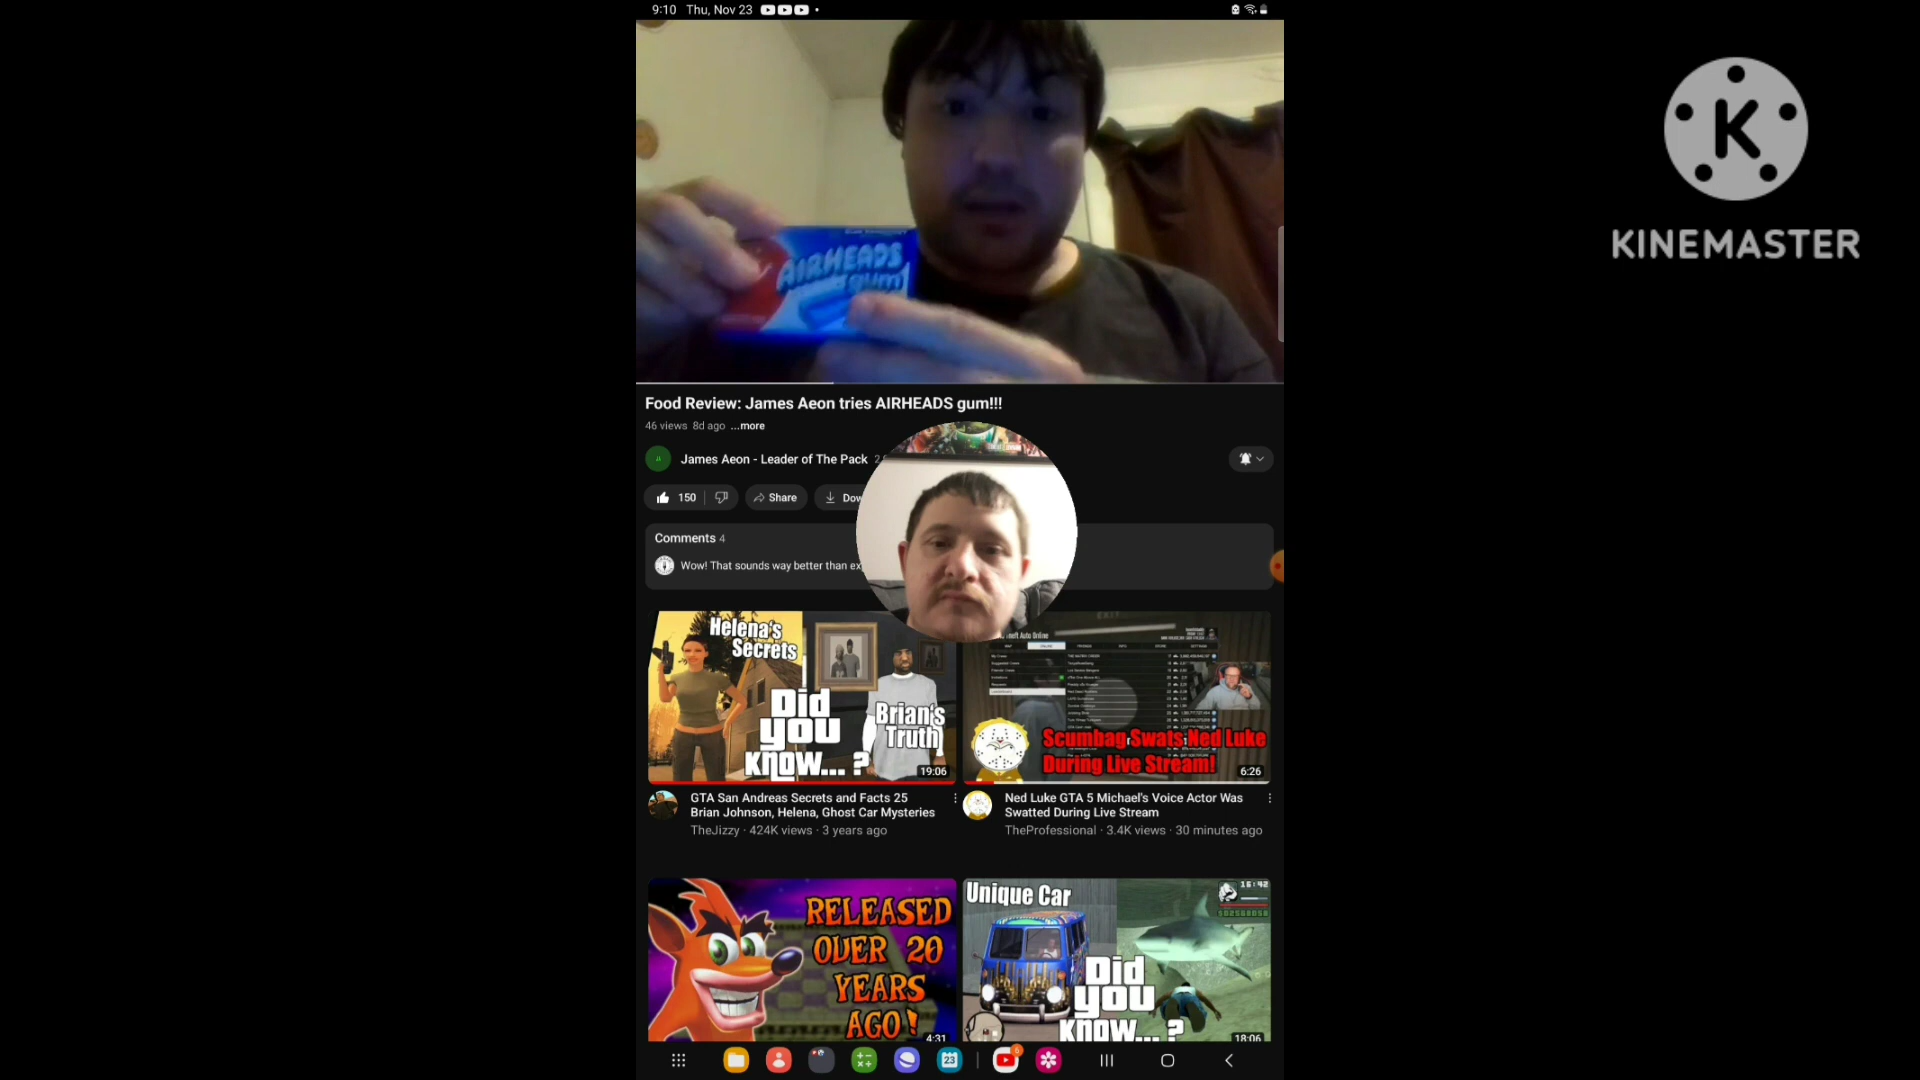 9:10 Thu, Nov 23
K
KINEMASTER
AIRHEADS
gum
Food Review: James Aeon tries AIRHEADS gum!!!
46 views 8d ago ...more
James Aeon - Leader of The Pack
150
Share
Comments 4
Wow! That sounds way better than
Helena's
Secrets
Did
you
know... ?
Brian's
Truth
19:06
Scumbag Swats Ned Luke
During Live Stream!
6:26
GTA San Andreas Secrets and Facts 25
Brian Johnson, Helena, Ghost Car Mysteries
TheJizzy · 424K views · 3 years ago
Ned Luke GTA 5 Michael's Voice Actor Was
Swatted During Live Stream
TheProfessional · 3.4K views · 30 minutes ago
RELEASED
OVER 20
YEARS
AGO!
4:31
Unique Car
Did
you
know... ?
18:06
23